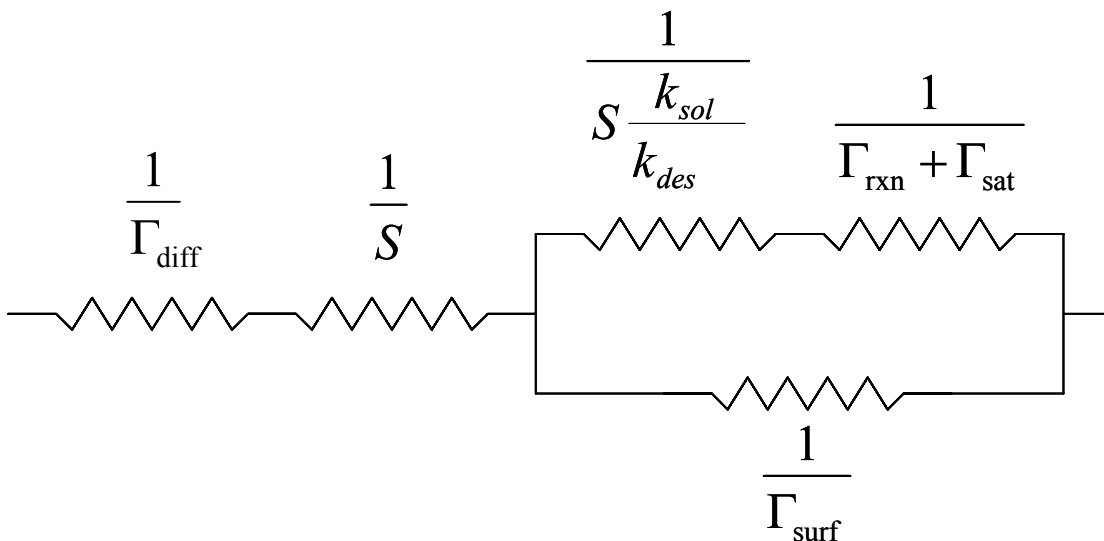 1/Γ_diff
1/S
1/(S k_sol/k_des)
1/(Γ_rxn + Γ_sat)
1/Γ_surf